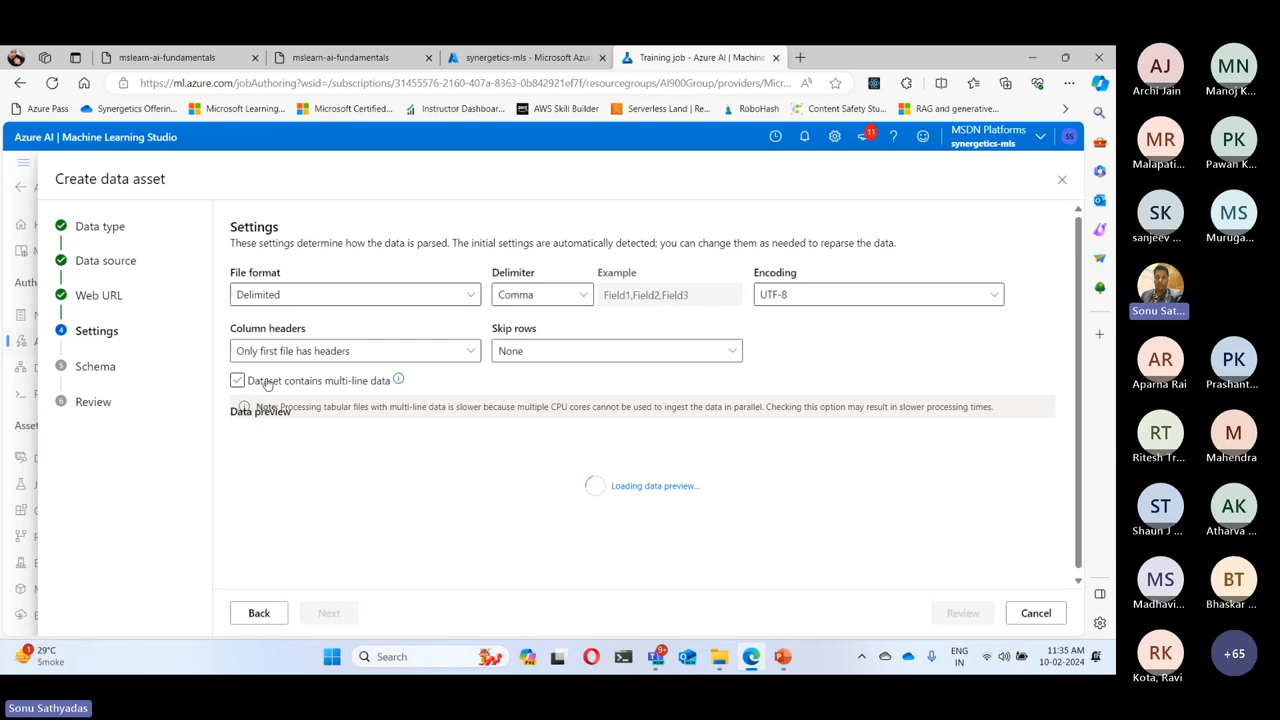 mslearn-ai-fundamentals
mslearn-ai-fundamentals
synergetics-mls - Microsoft Azur
Training job - Azure AI | Machine
https://ml.azure.com/jobAuthoring?wsid=/subscriptions/31455576-2160-407a-8363-0b842921ef7f/resourcegroups/AI900Group/providers/Micr...
Azure Pass
Synergetics Offerin...
Microsoft Learning...
Microsoft Certified...
Instructor Dashboar...
AWS Skill Builder
Serverless Land | Re...
RoboHash
Content Safety Stu...
RAG and generative...
Azure AI | Machine Learning Studio
11
MSDN Platforms
synergetics-mls
SS
Create data asset
Data type
Data source
Web URL
4 Settings
5 Schema
6 Review
Settings
These settings determine how the data is parsed. The initial settings are automatically detected; you can change them as needed to reparse the data.
File format
Delimiter
Example
Encoding
Delimited
Comma
Field1,Field2,Field3
UTF-8
Column headers
Skip rows
Only first file has headers
None
Dataset contains multi-line data
Note: Processing tabular files with multi-line data is slower because multiple CPU cores cannot be used to ingest the data in parallel. Checking this option may result in slower processing times.
Data preview
Loading data preview...
Back
Next
Review
Cancel
1
29°C
Smoke
Search
9+
ENG
IN
11:35 AM
10-02-2024
Sonu Sathyadas
AJ
Archi Jain
MN
Manoj K...
MR
Malapati...
PK
Pawan K...
SK
sanjeev ...
MS
Muruga...
Sonu Sat...
AR
Aparna Rai
PK
Prashant...
RT
Ritesh Tr...
M
Mahendra
ST
Shaun J ...
AK
Atharva ...
MS
Madhavi...
BT
Bhaskar ...
RK
Kota, Ravi
+65